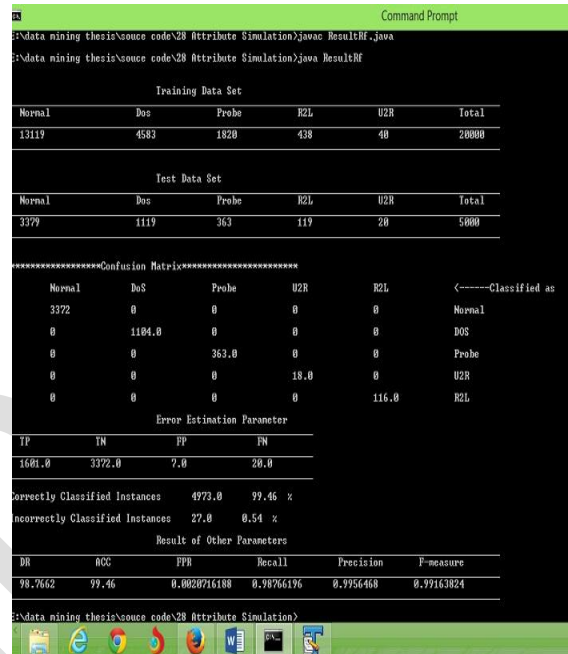 Command Prompt
E:\data mining thesis\souce code\28 Attribute Simulation>javac ResultRf.java
E:\data mining thesis\souce code\28 Attribute Simulation>java ResultRf
Training Data Set
Normal Dos Probe R2L U2R Total
13119 4583 1820 438 40 20000
Test Data Set
Normal Dos Probe R2L U2R Total
3379 1119 363 119 20 5000
*******************Confusion Matrix************************
Normal DoS Probe U2R R2L <------Classified as
3372 0 0 0 0 Normal
0 1104.0 0 0 0 DOS
0 0 363.0 0 0 Probe
0 0 0 18.0 0 U2R
0 0 0 0 116.0 R2L
Error Estimation Parameter
TP TN FP FN
1601.0 3372.0 7.0 20.0
Correctly Classified Instances 4973.0 99.46 %
Incorrectly Classified Instances 27.0 0.54 %
Result of Other Parameters
DR ACC FPR Recall Precision F-measure
98.7662 99.46 0.0020716188 0.98766196 0.9956468 0.99163824
E:\data mining thesis\souce code\28 Attribute Simulation>